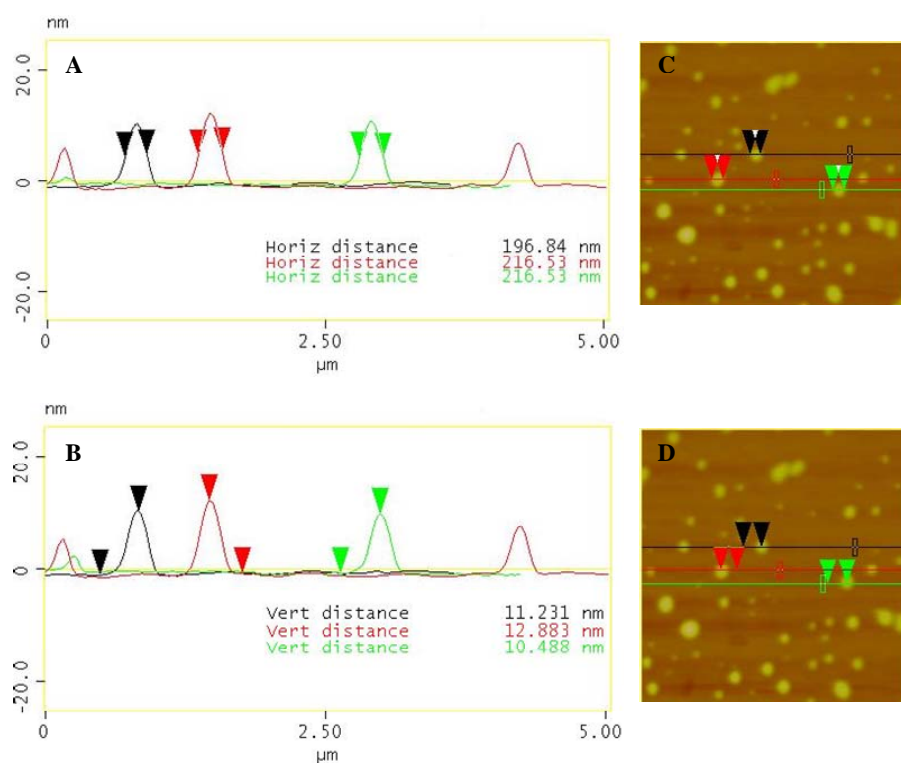 nm
A
20.0
0
-20.0
Horiz distance 196.84 nm
Horiz distance 216.53 nm
Horiz distance 216.53 nm
0 2.50 5.00
µm
C
nm
B
20.0
0
-20.0
Vert distance 11.231 nm
Vert distance 12.883 nm
Vert distance 10.488 nm
0 2.50 5.00
µm
D